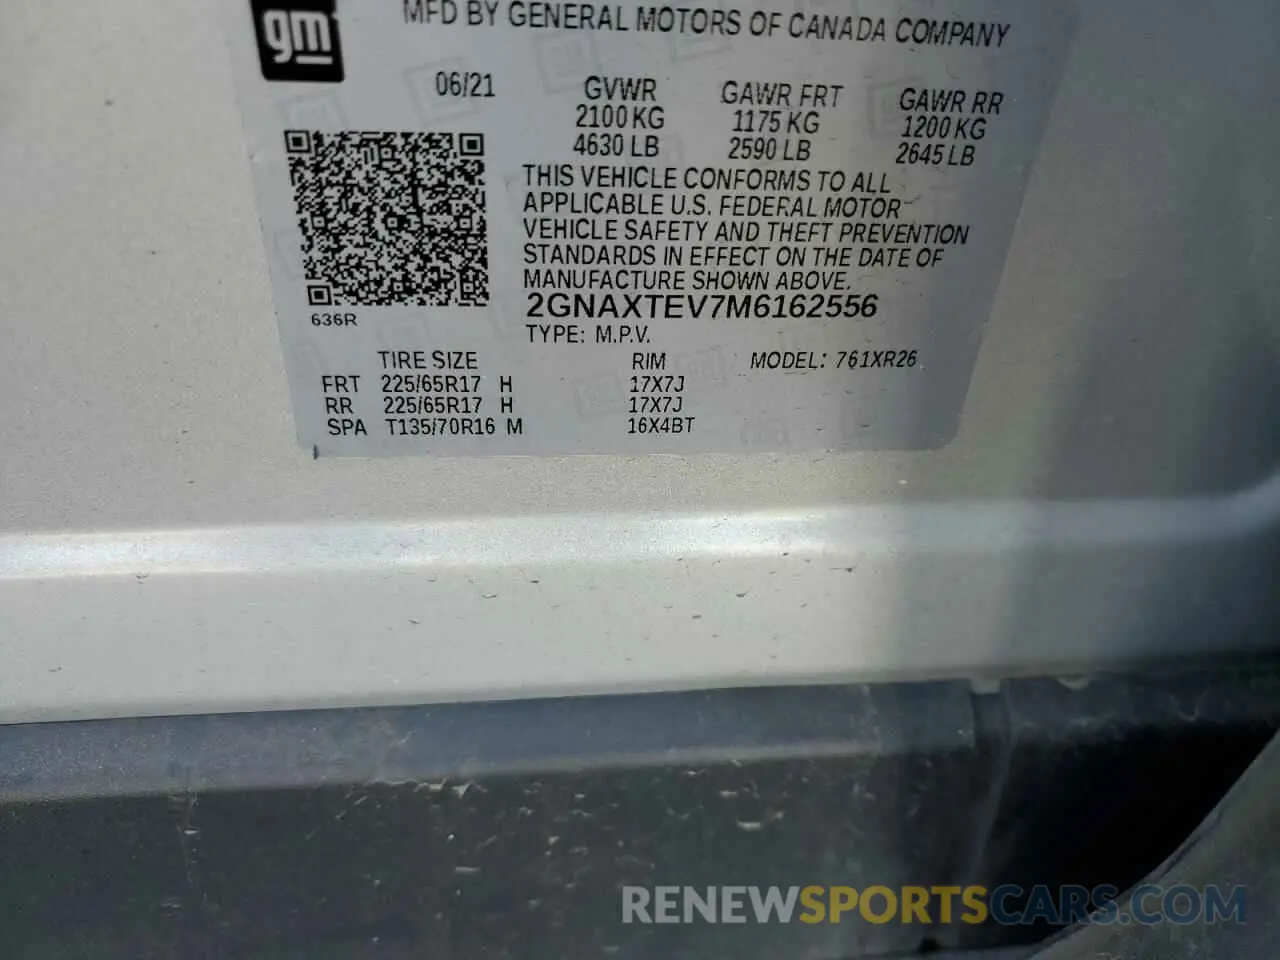 gm
MFD BY GENERAL MOTORS OF CANADA COMPANY
06/21
GVWR GAWR FRT GAWR RR
2100 KG 1175 KG 1200 KG
4630 LB 2590 LB 2645 LB
THIS VEHICLE CONFORMS TO ALL
APPLICABLE U.S. FEDERAL MOTOR
VEHICLE SAFETY AND THEFT PREVENTION
STANDARDS IN EFFECT ON THE DATE OF
MANUFACTURE SHOWN ABOVE.
2GNAXTEV7M6162556
636R
TYPE: M.P.V.
TIRE SIZE RIM MODEL: 761XR26
FRT 225/65R17 H 17X7J
RR 225/65R17 H 17X7J
SPA T135/70R16 M 16X4BT
RENEWSPORTSCARS.COM